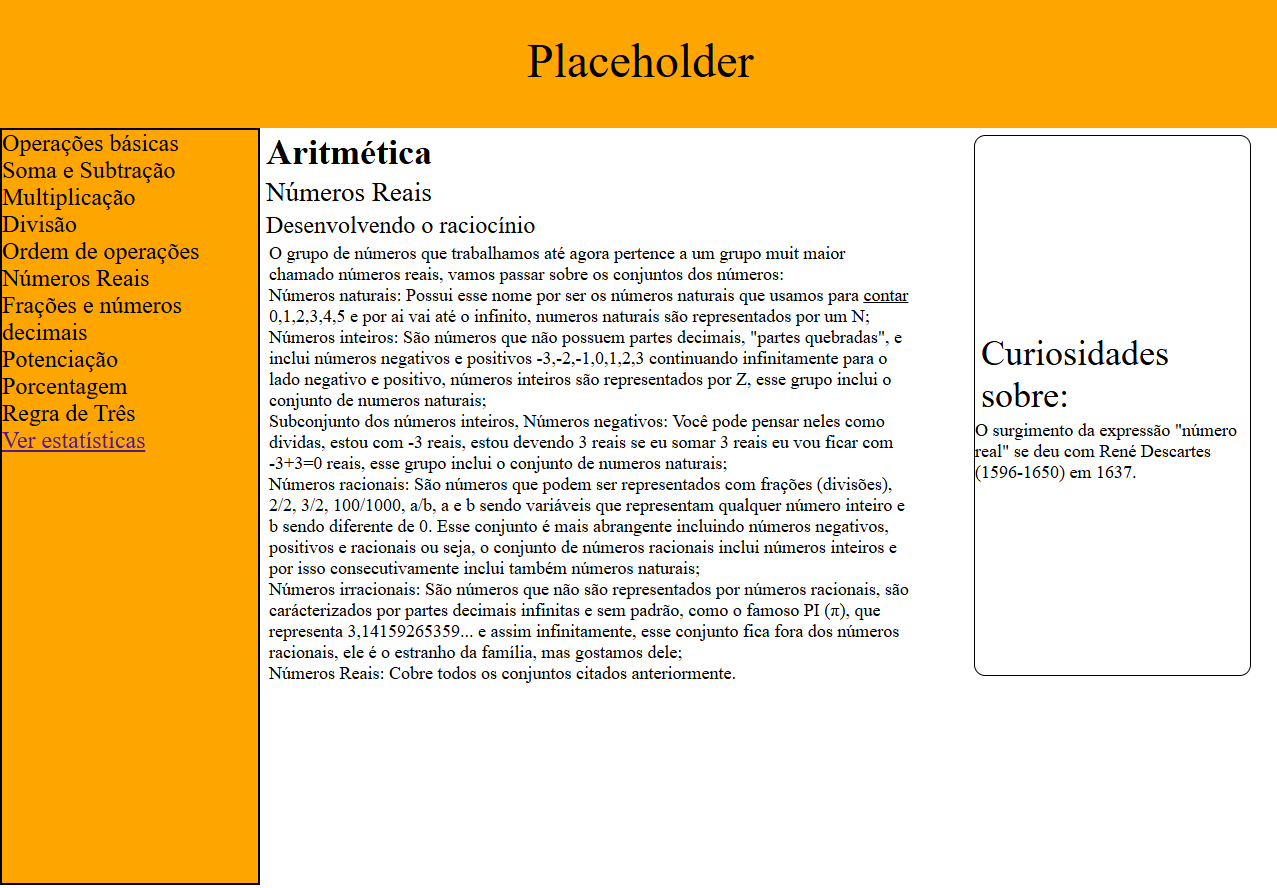 Placeholder
Operações básicas
Soma e Subtração
Multiplicação
Divisão
Ordem de operações
Números Reais
Frações e números
decimais
Potenciação
Porcentagem
Regra de Três
Ver estatísticas
Aritmética
Números Reais
Desenvolvendo o raciocínio
O grupo de números que trabalhamos até agora pertence a um grupo muit maior
chamado números reais, vamos passar sobre os conjuntos dos números:
Números naturais: Possui esse nome por ser os números naturais que usamos para contar
0,1,2,3,4,5 e por ai vai até o infinito, numeros naturais são representados por um N;
Números inteiros: São números que não possuem partes decimais, "partes quebradas", e
inclui números negativos e positivos -3,-2,-1,0,1,2,3 continuando infinitamente para o
lado negativo e positivo, números inteiros são representados por Z, esse grupo inclui o
conjunto de numeros naturais;
Subconjunto dos números inteiros, Números negativos: Você pode pensar neles como
dividas, estou com -3 reais, estou devendo 3 reais se eu somar 3 reais eu vou ficar com
-3+3=0 reais, esse grupo inclui o conjunto de numeros naturais;
Números racionais: São números que podem ser representados com frações (divisões),
2/2, 3/2, 100/1000, a/b, a e b sendo variáveis que representam qualquer número inteiro e
b sendo diferente de 0. Esse conjunto é mais abrangente incluindo números negativos,
positivos e racionais ou seja, o conjunto de números racionais inclui números inteiros e
por isso consecutivamente inclui também números naturais;
Números irracionais: São números que não são representados por números racionais, são
carácterizados por partes decimais infinitas e sem padrão, como o famoso PI (π), que
representa 3,14159265359... e assim infinitamente, esse conjunto fica fora dos números
racionais, ele é o estranho da família, mas gostamos dele;
Números Reais: Cobre todos os conjuntos citados anteriormente.
Curiosidades
sobre:
O surgimento da expressão "número
real" se deu com René Descartes
(1596-1650) em 1637.